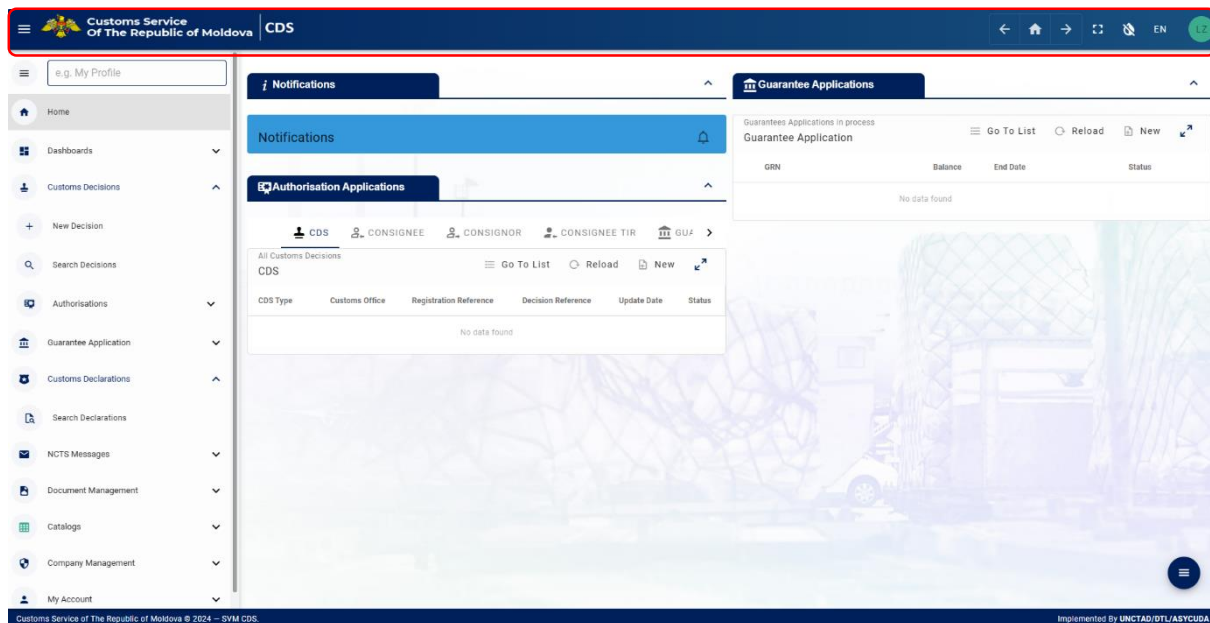 Customs Service
Of The Republic of Moldova
CDS
EN
LZ
e.g. My Profile
Home
Dashboards
Customs Decisions
New Decision
Search Decisions
Authorisations
Guarantee Application
Customs Declarations
Search Declarations
NCTS Messages
Document Management
Catalogs
Company Management
My Account
Notifications
Notifications
Authorisation Applications
CDS CONSIGNEE CONSIGNOR CONSIGNEE TIR
All Customs Decisions
CDS
Go To List Reload New
CDS Type Customs Office Registration Reference Decision Reference Update Date Status
No data found
Guarantee Applications
Guarantees Applications in process
Guarantee Application
Go To List Reload New
GRN Balance End Date Status
No data found
Customs Service of The Republic of Moldova © 2024 – SVM CDS.
Implemented By UNCTAD/DTL/ASYCUDA